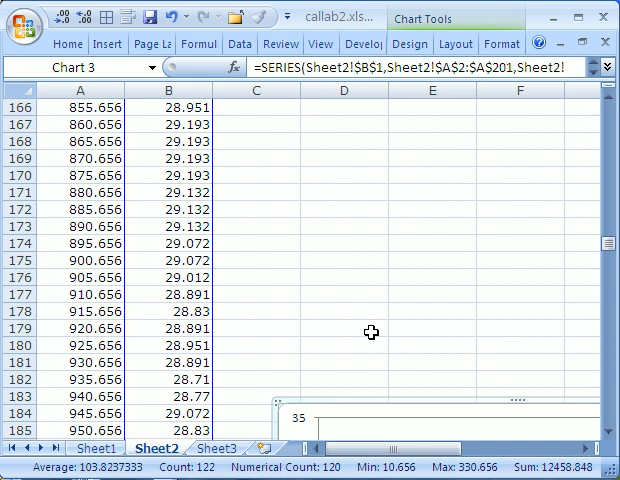 callab2.xls... Chart Tools
Home Insert Page La Formul Data Review Develo Design Layout Format
Chart 3 fx =SERIES(Sheet2!$B$1,Sheet2!$A$2:$A$201,Sheet2!
A B C D E F
166 855.656 28.951
167 860.656 29.193
168 865.656 29.193
169 870.656 29.193
170 875.656 29.193
171 880.656 29.132
172 885.656 29.132
173 890.656 29.132
174 895.656 29.072
175 900.656 29.072
176 905.656 29.012
177 910.656 28.891
178 915.656 28.83
179 920.656 28.891
180 925.656 28.951
181 930.656 28.891
182 935.656 28.71
183 940.656 28.77
184 945.656 29.072 35
185 950.656 28.83
Sheet1 Sheet2 Sheet3
Average: 103.8237333 Count: 122 Numerical Count: 120 Min: 10.656 Max: 330.656 Sum: 12458.848